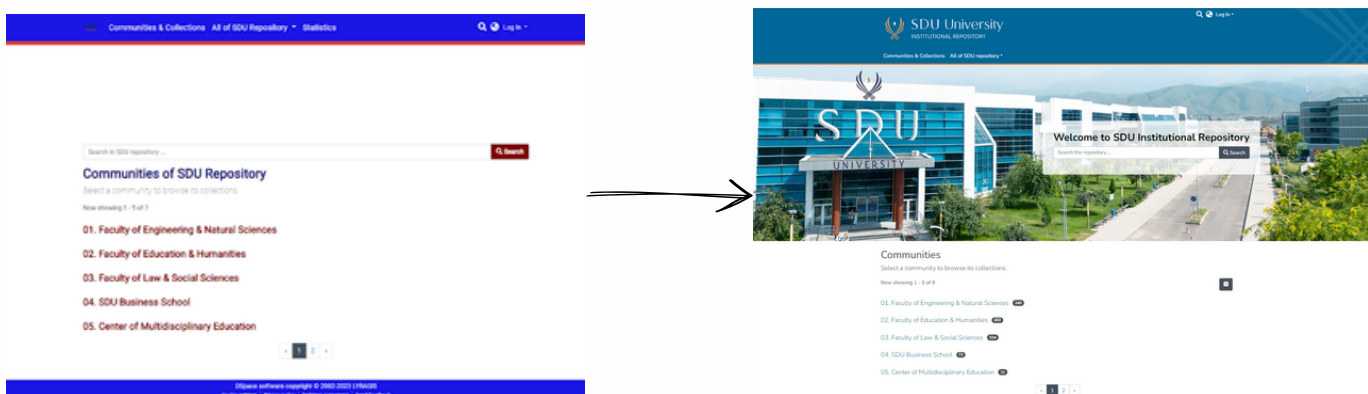 Communities & Collections All of SDU Repository Statistics
Log In
Search in SDU repository ...
Search
Communities of SDU Repository
Select a community to browse its collections.
Now showing 1 - 5 of 7
01. Faculty of Engineering & Natural Sciences
02. Faculty of Education & Humanities
03. Faculty of Law & Social Sciences
04. SDU Business School
05. Center of Multidisciplinary Education
« 1 2 »
DSpace software copyright © 2002-2023 LYRASIS
SDU University
INSTITUTIONAL REPOSITORY
Log In
Communities & Collections All of SDU repository
SDU
UNIVERSITY
Welcome to SDU Institutional Repository
Search the repository ...
Search
Communities
Select a community to browse its collections.
Now showing 1 - 5 of 9
01. Faculty of Engineering & Natural Sciences
02. Faculty of Education & Humanities
03. Faculty of Law & Social Sciences
04. SDU Business School
05. Center of Multidisciplinary Education
« 1 2 »